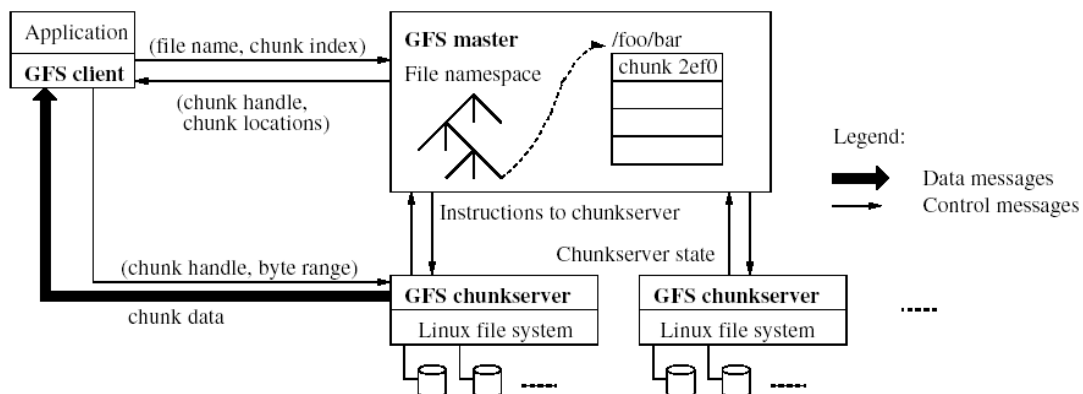 Application
GFS client
(file name, chunk index)
(chunk handle,
chunk locations)
GFS master
File namespace
/foo/bar
chunk 2ef0
Legend:
Data messages
Control messages
Instructions to chunkserver
Chunkserver state
(chunk handle, byte range)
chunk data
GFS chunkserver
Linux file system
GFS chunkserver
Linux file system